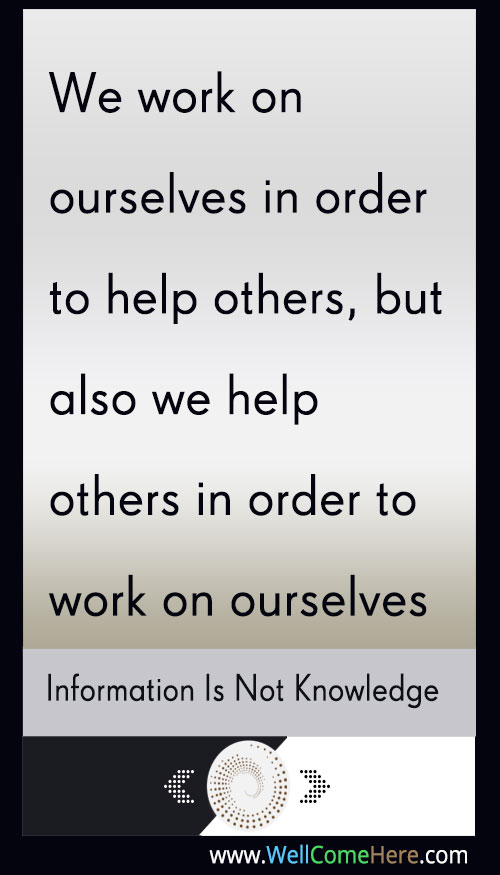 We work on
ourselves in order
to help others, but
also we help
others in order to
work on ourselves
Information Is Not Knowledge
www.WellComeHere.com